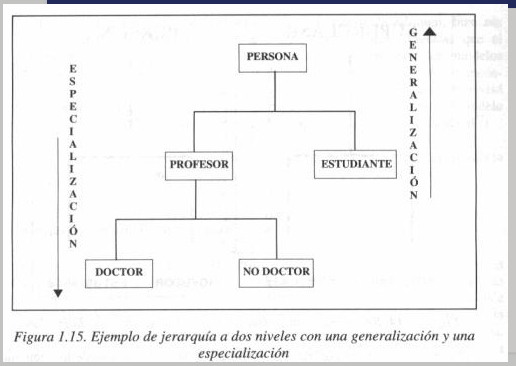 PERSONA
ESPECIALIZACIÓN
GENERALIZACIÓN
PROFESOR
ESTUDIANTE
DOCTOR
NO DOCTOR
Figura 1.15. Ejemplo de jerarquía a dos niveles con una generalización y una
especialización